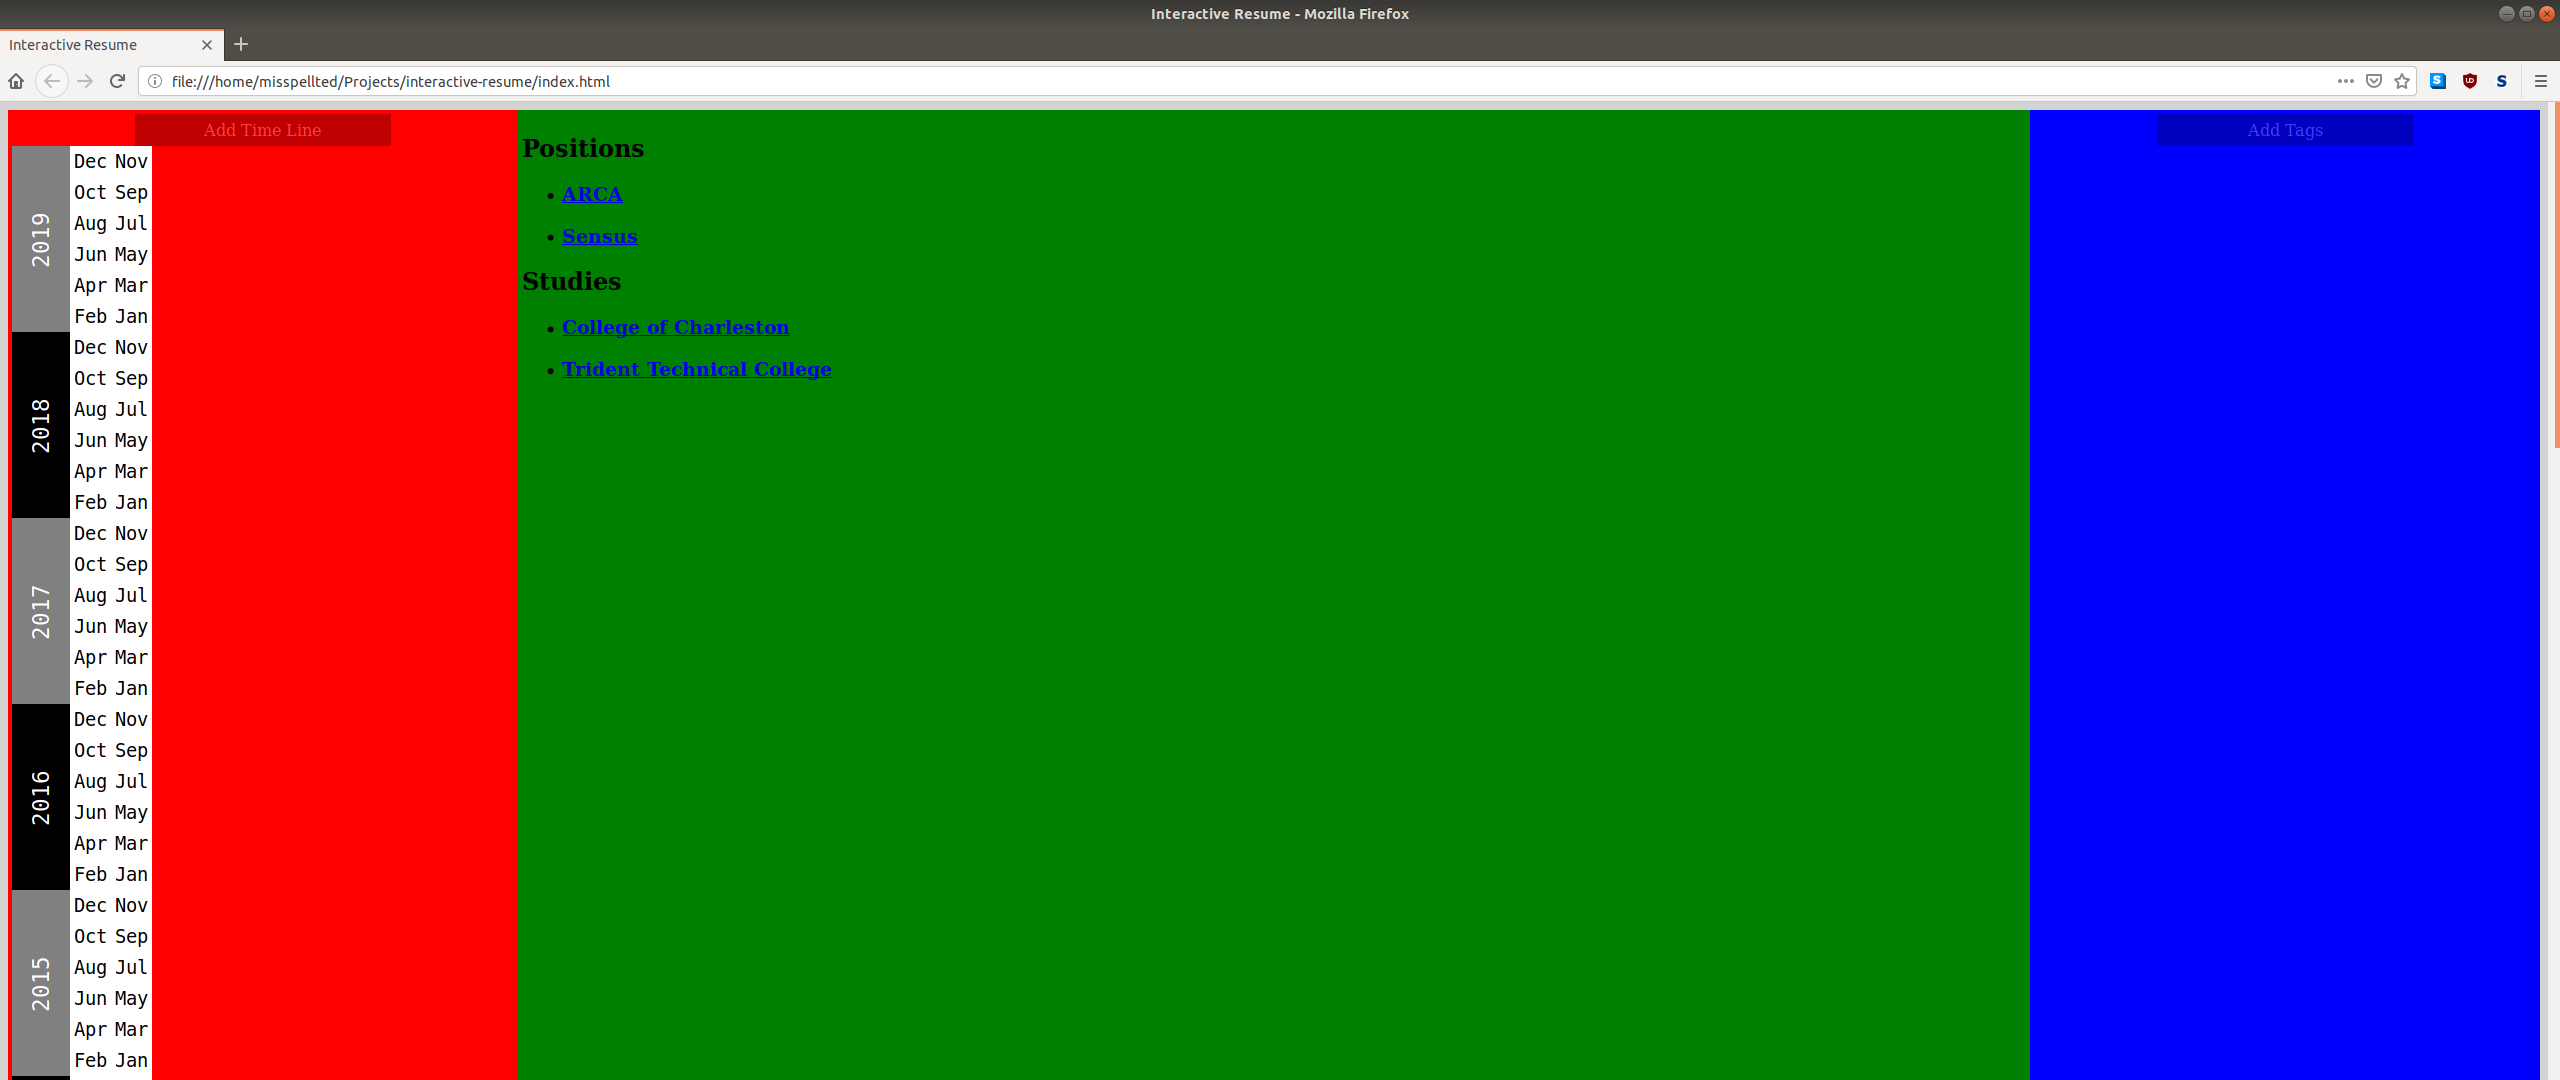 Interactive Resume - Mozilla Firefox
Interactive Resume
file:///home/misspellted/Projects/interactive-resume/index.html
S
S
Add Time Line
2019
Dec Nov
Oct Sep
Aug Jul
Jun May
Apr Mar
Feb Jan
2018
Dec Nov
Oct Sep
Aug Jul
Jun May
Apr Mar
Feb Jan
2017
Dec Nov
Oct Sep
Aug Jul
Jun May
Apr Mar
Feb Jan
2016
Dec Nov
Oct Sep
Aug Jul
Jun May
Apr Mar
Feb Jan
2015
Dec Nov
Oct Sep
Aug Jul
Jun May
Apr Mar
Feb Jan
Positions
• ARCA
• Sensus
Studies
• College of Charleston
• Trident Technical College
Add Tags